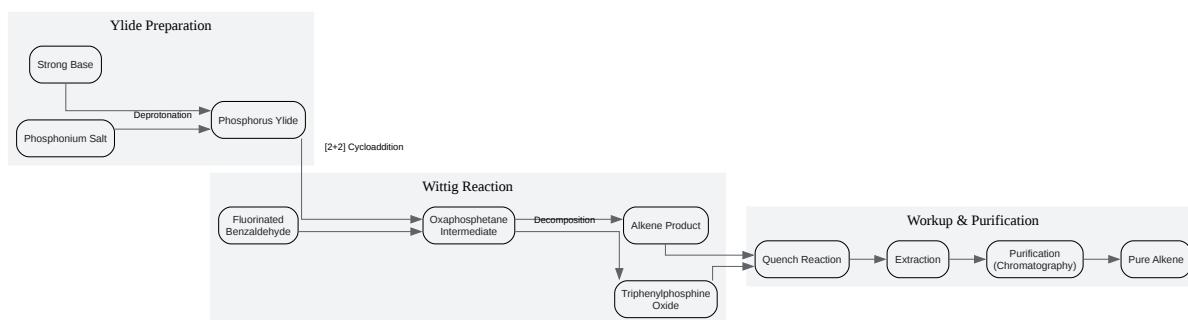 Ylide Preparation
Strong Base
Deprotonation
Phosphonium Salt
Phosphorus Ylide
[2+2] Cycloaddition
Wittig Reaction
Fluorinated
Benzaldehyde
Oxaphosphetane
Intermediate
Decomposition
Alkene Product
Triphenylphosphine
Oxide
Workup & Purification
Quench Reaction
Extraction
Purification
(Chromatography)
Pure Alkene